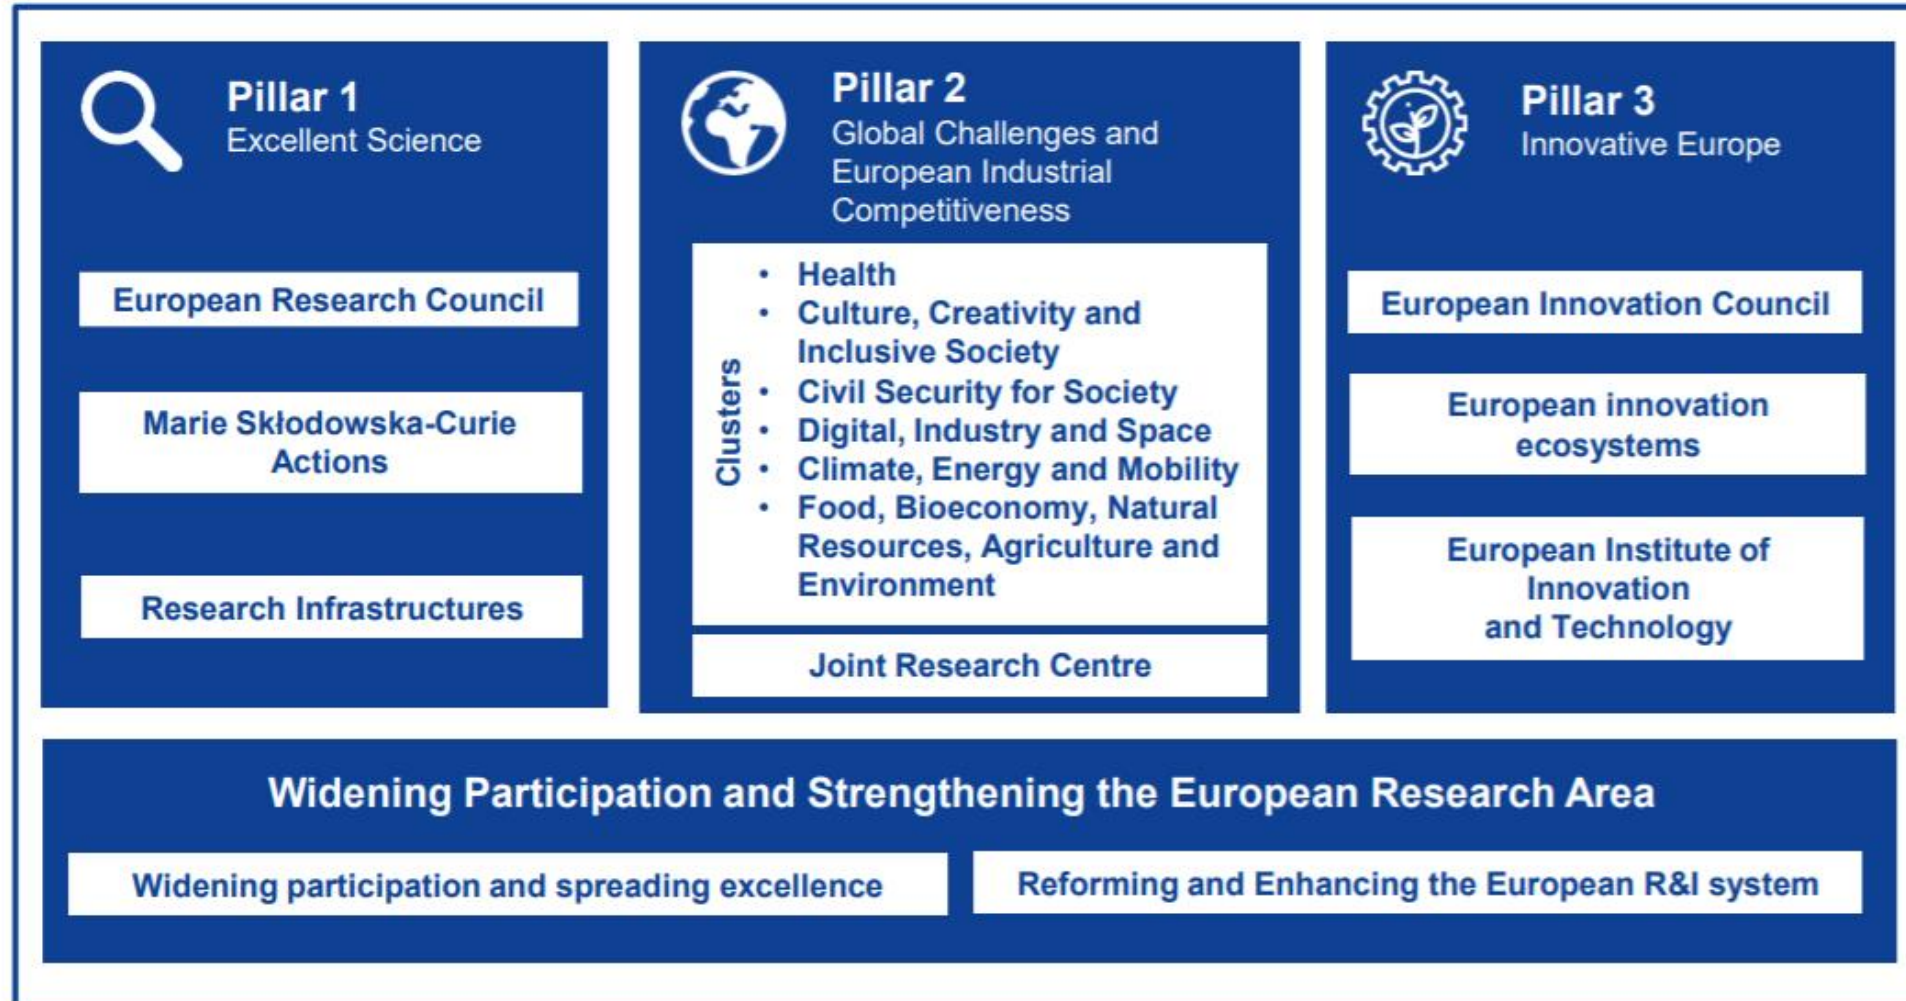 Pillar 1
Excellent Science
European Research Council
Marie Skłodowska-Curie
Actions
Research Infrastructures
Pillar 2
Global Challenges and
European Industrial
Competitiveness
Clusters
• Health
• Culture, Creativity and
Inclusive Society
• Civil Security for Society
• Digital, Industry and Space
• Climate, Energy and Mobility
• Food, Bioeconomy, Natural
Resources, Agriculture and
Environment
Joint Research Centre
Pillar 3
Innovative Europe
European Innovation Council
European innovation
ecosystems
European Institute of
Innovation
and Technology
Widening Participation and Strengthening the European Research Area
Widening participation and spreading excellence
Reforming and Enhancing the European R&I system